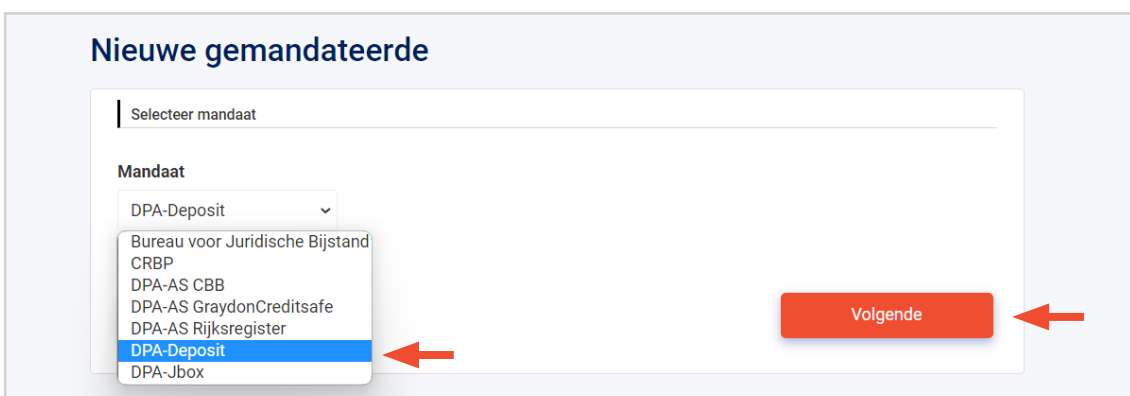 Nieuwe gemandateerde
Selecteer mandaat
Mandaat
DPA-Deposit
Bureau voor Juridische Bijstand
CRBP
DPA-AS CBB
DPA-AS GraydonCreditsafe
DPA-AS Rijksregister
DPA-Deposit
DPA-Jbox
Volgende